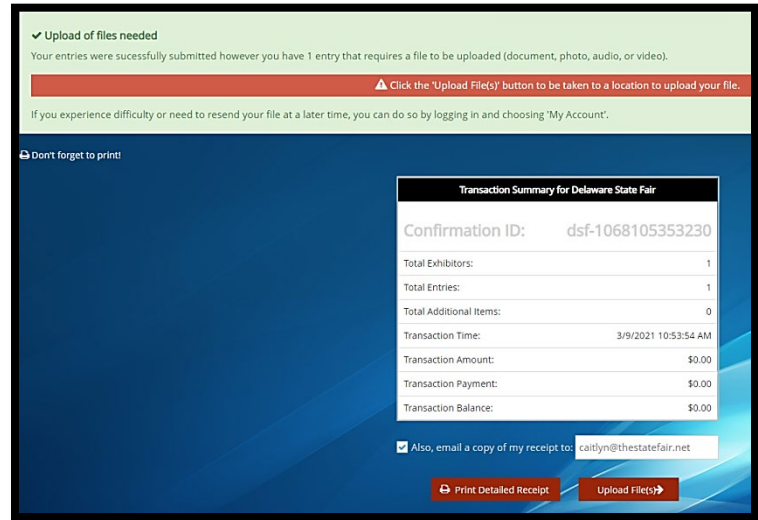 Upload of files needed
Your entries were sucessfully submitted however you have 1 entry that requires a file to be uploaded (document, photo, audio, or video).
Click the 'Upload File(s)' button to be taken to a location to upload your file.
If you experience difficulty or need to resend your file at a later time, you can do so by logging in and choosing 'My Account'.
Don't forget to print!
Transaction Summary for Delaware State Fair
Confirmation ID: dsf-1068105353230
Total Exhibitors: 1
Total Entries: 1
Total Additional Items: 0
Transaction Time: 3/9/2021 10:53:54 AM
Transaction Amount: $0.00
Transaction Payment: $0.00
Transaction Balance: $0.00
Also, email a copy of my receipt to: caitlyn@thestatefair.net
Print Detailed Receipt Upload File(s)